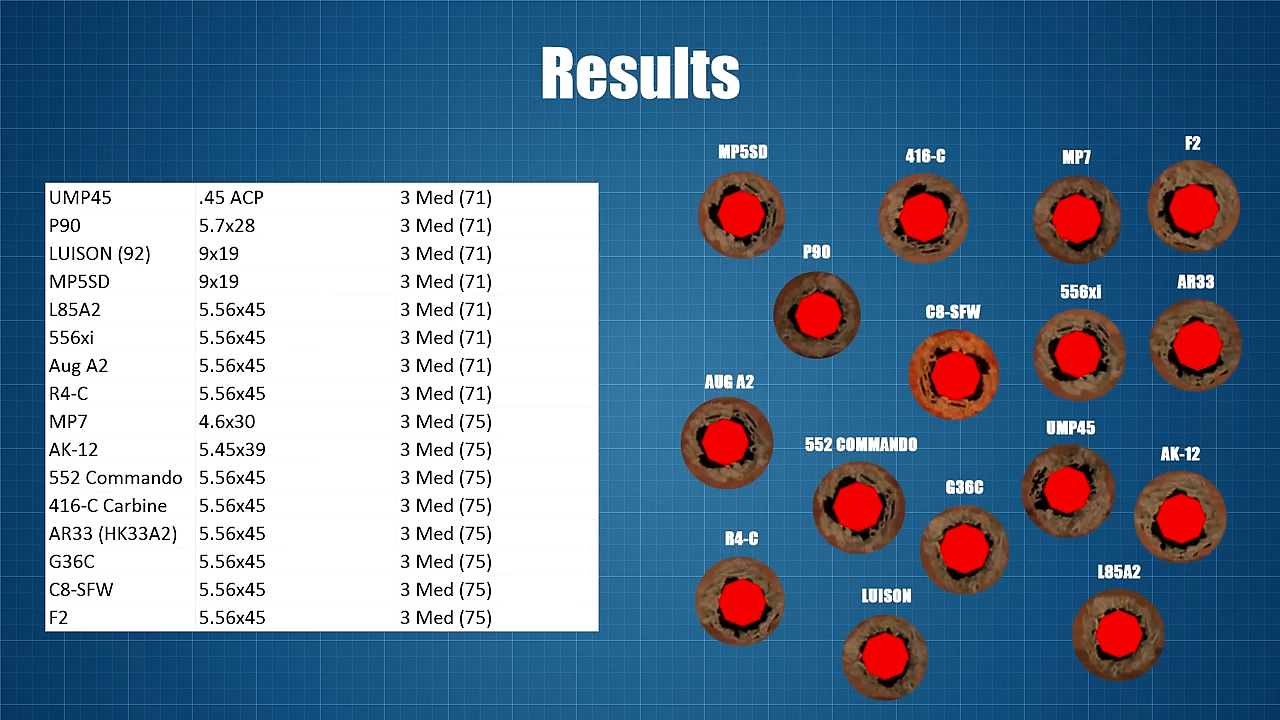 Results
UMP45 .45 ACP 3 Med (71)
P90 5.7x28 3 Med (71)
LUISON (92) 9x19 3 Med (71)
MP5SD 9x19 3 Med (71)
L85A2 5.56x45 3 Med (71)
556xi 5.56x45 3 Med (71)
Aug A2 5.56x45 3 Med (71)
R4-C 5.56x45 3 Med (71)
MP7 4.6x30 3 Med (75)
AK-12 5.45x39 3 Med (75)
552 Commando 5.56x45 3 Med (75)
416-C Carbine 5.56x45 3 Med (75)
AR33 (HK33A2) 5.56x45 3 Med (75)
G36C 5.56x45 3 Med (75)
C8-SFW 5.56x45 3 Med (75)
F2 5.56x45 3 Med (75)
MP5SD
416-C
MP7
F2
P90
C8-SFW
556xi
AR33
AUG A2
552 COMMANDO
G36C
UMP45
AK-12
R4-C
LUISON
L85A2